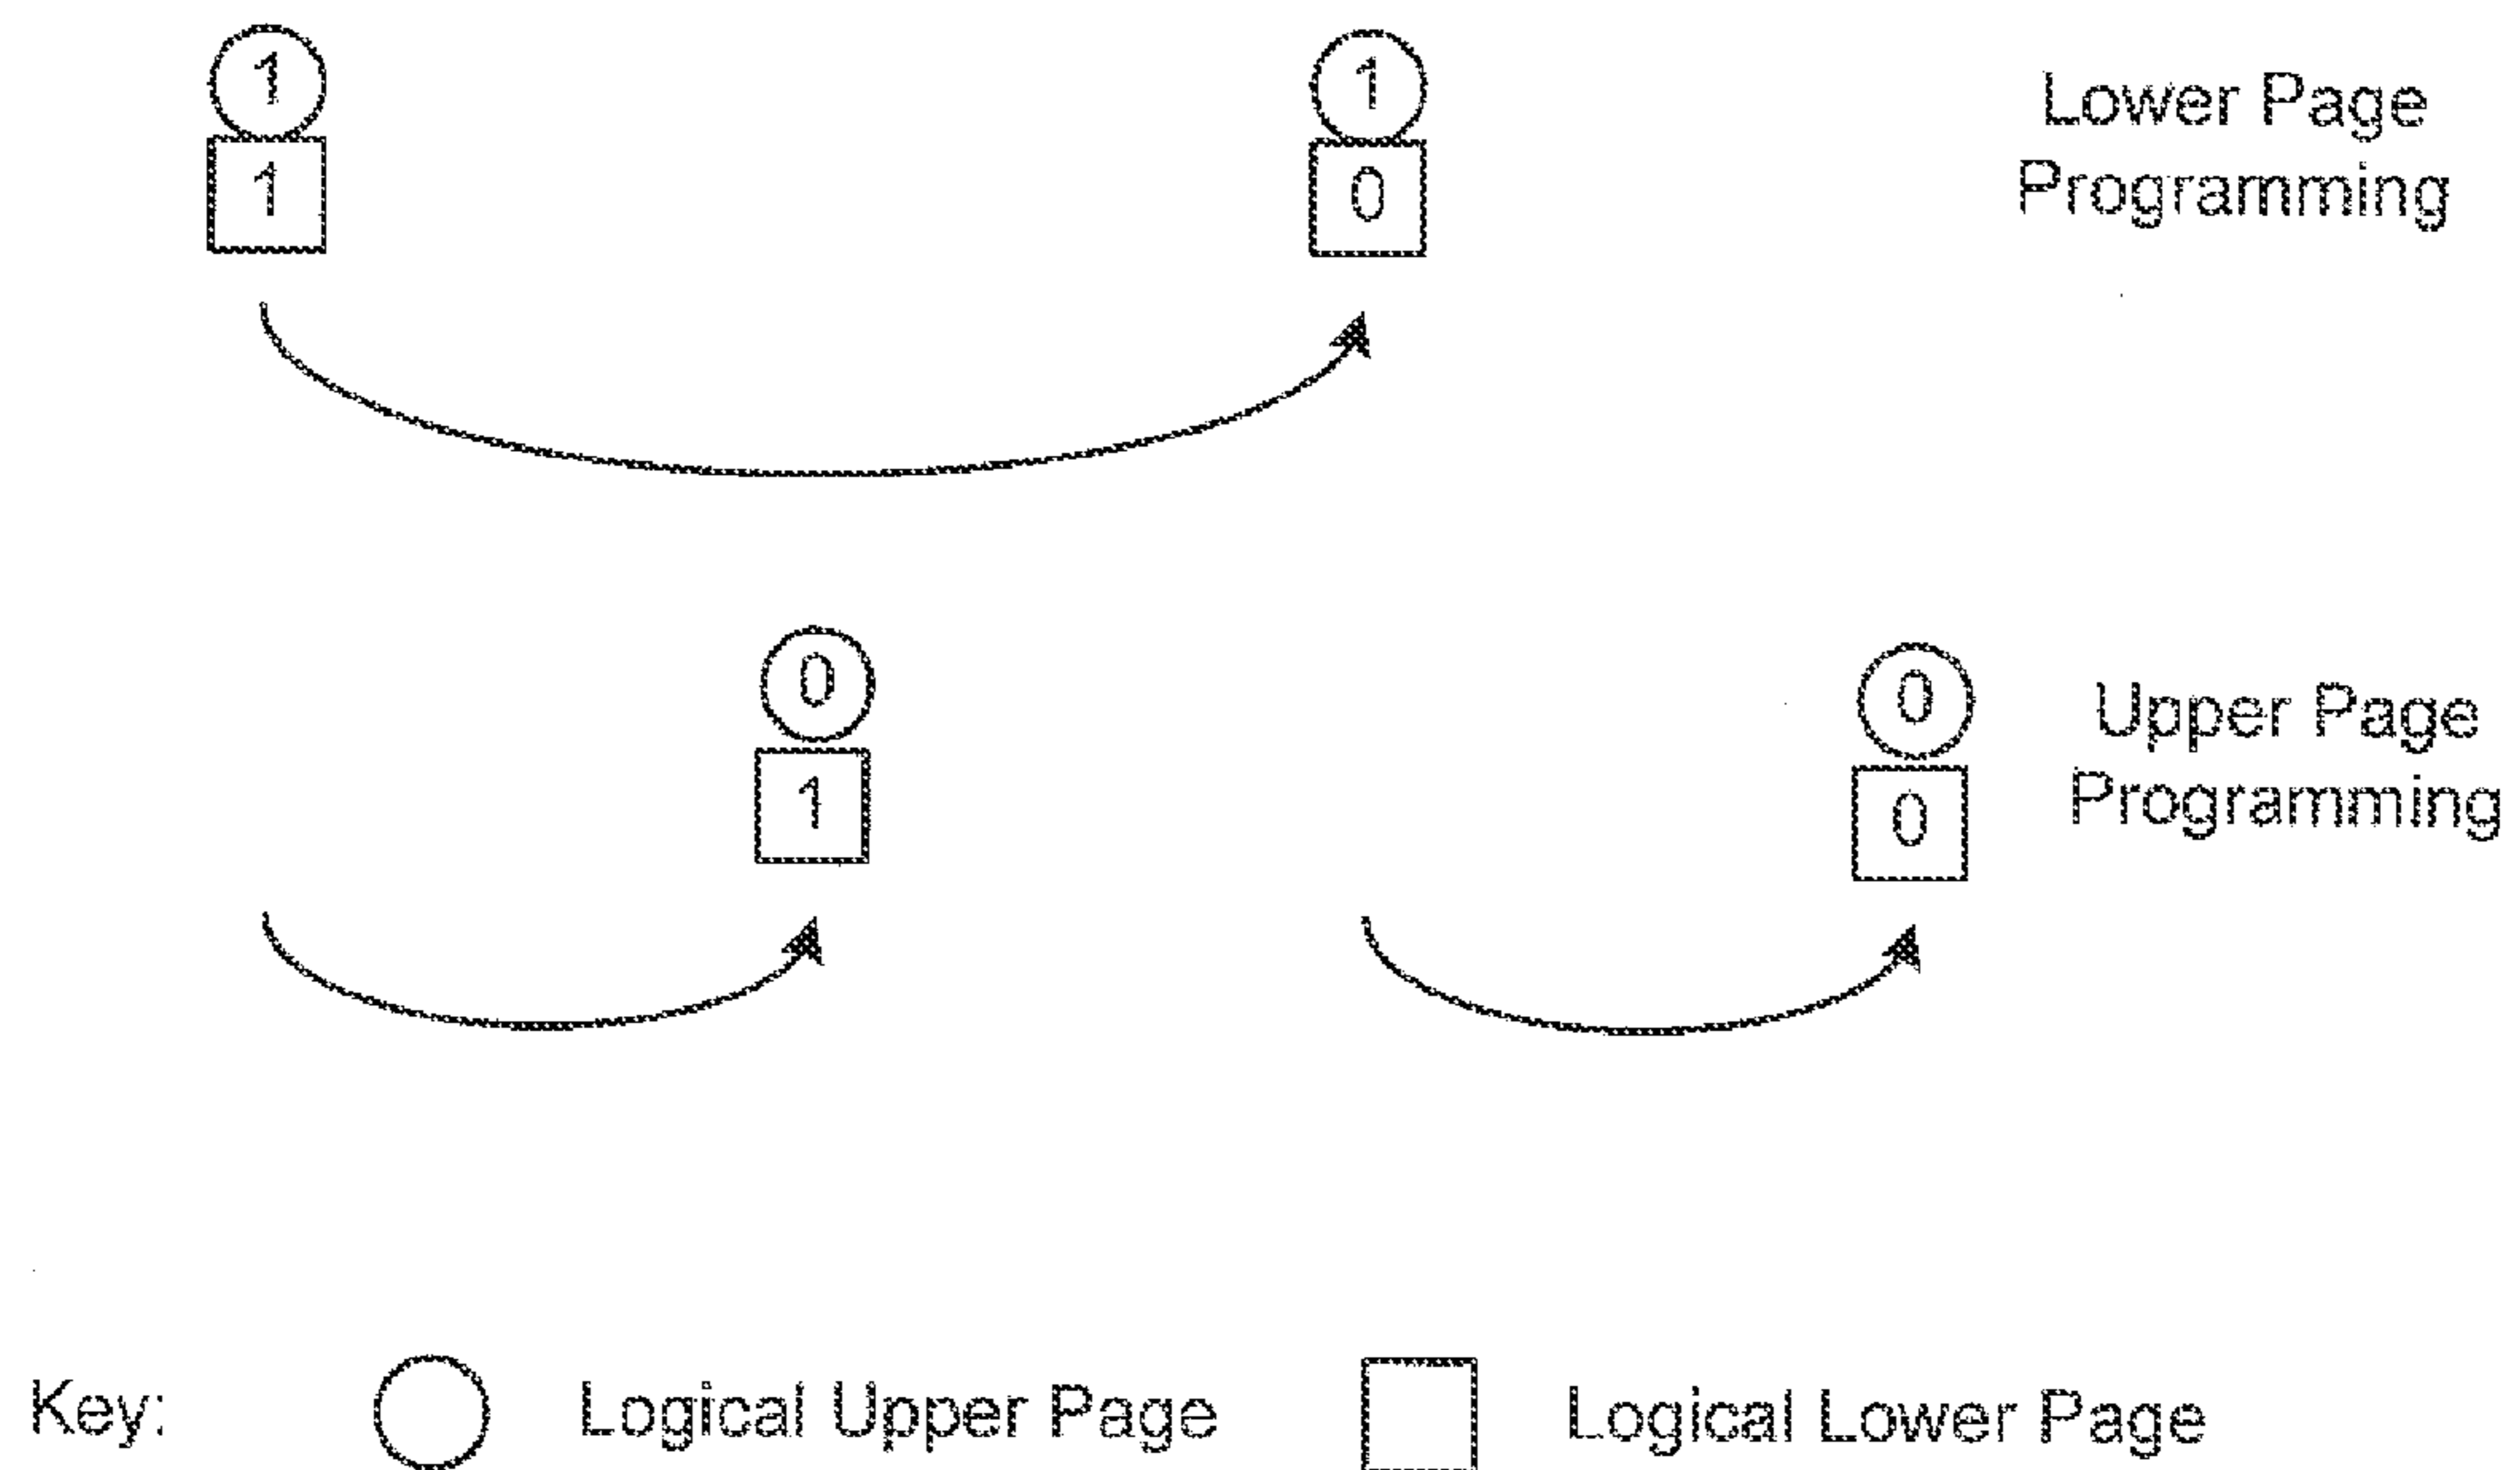 1 1 Lower Page
1 0 Programming
0 0 Upper Page
1 0 Programming
Key: Logical Upper Page Logical Lower Page